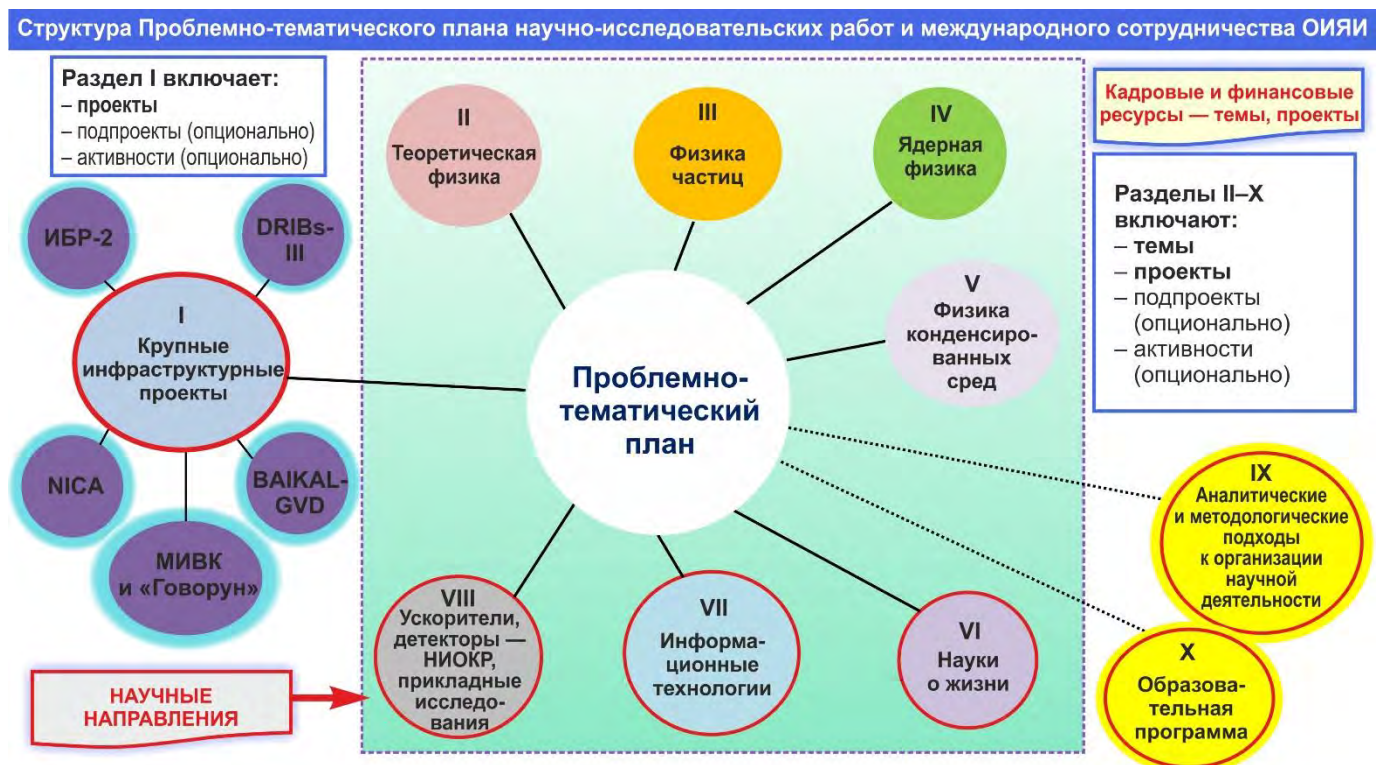 Структура Проблемно-тематического плана научно-исследовательских работ и международного сотрудничества ОИЯИ
Раздел I включает:
– проекты
– подпроекты (опционально)
– активности (опционально)
ИБР-2
DRIBs-
III
I
Крупные
инфраструктурные
проекты
NICA
BAIKAL-
GVD
МИВК
и «Говорун»
НАУЧНЫЕ
НАПРАВЛЕНИЯ
II
Теоретическая
физика
III
Физика
частиц
IV
Ядерная
физика
V
Физика
конденсиро-
ванных
сред
Проблемно-
тематический
план
VIII
Ускорители,
детекторы —
НИОКР,
прикладные
исследо-
вания
VII
Информа-
ционные
технологии
VI
Науки
о жизни
Кадровые и финансовые
ресурсы — темы, проекты
Разделы II–X
включают:
– темы
– проекты
– подпроекты
(опционально)
– активности
(опционально)
IX
Аналитические
и методологические
подходы
к организации
научной
деятельности
X
Образова-
тельная
программа